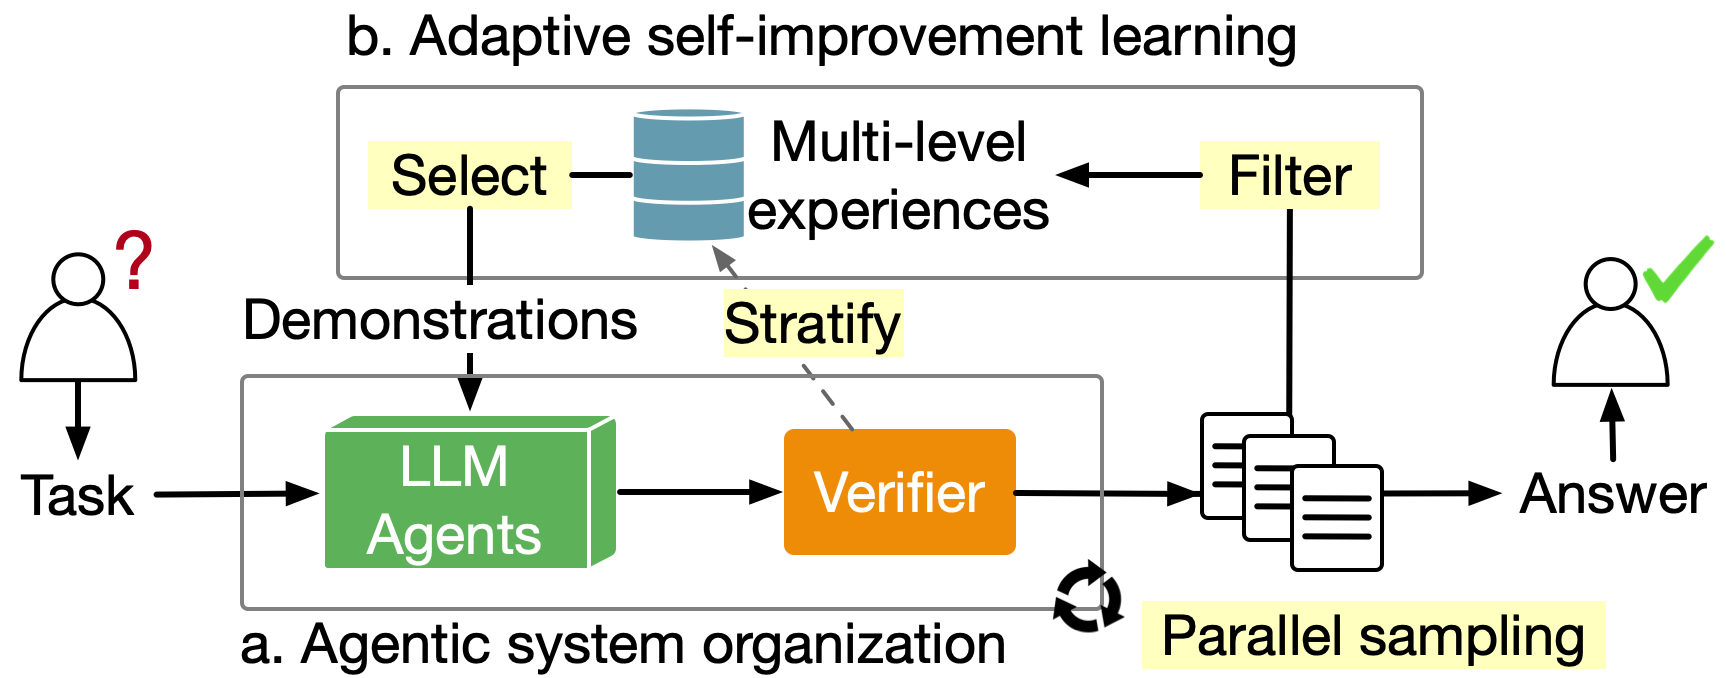 b. Adaptive self-improvement learning
Select
Multi-level
experiences
Filter
?
Demonstrations
Stratify
Task
LLM
Agents
Verifier
Answer
a. Agentic system organization
Parallel sampling